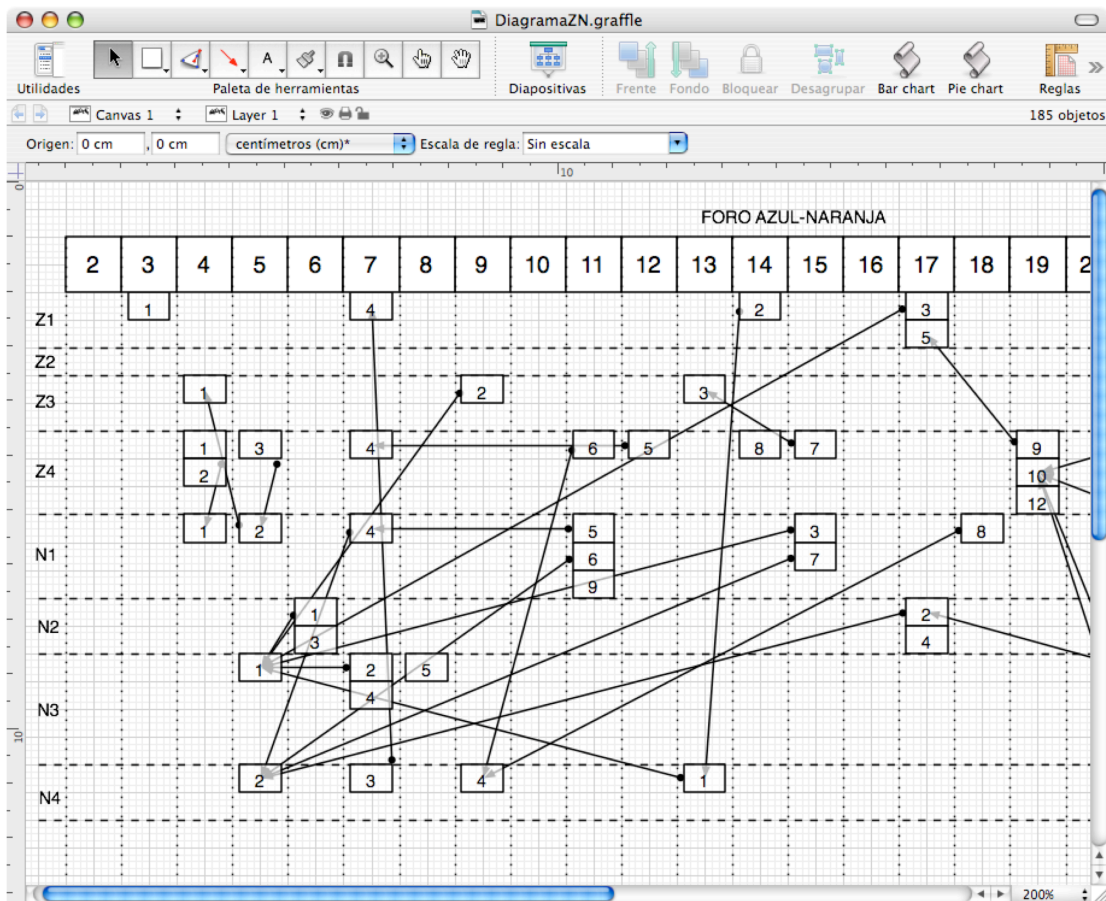 DiagramaZN.graffle
Utilidades Paleta de herramientas Diapositivas Frente Fondo Bloquear Desagrupar Bar chart Pie chart Reglas
Canvas 1 Layer 1 185 objetos
Origen: 0 cm , 0 cm centímetros (cm)* Escala de regla: Sin escala
10
0
FORO AZUL-NARANJA
2 3 4 5 6 7 8 9 10 11 12 13 14 15 16 17 18 19 2
Z1 1 4 2 3
5
Z2
Z3 1 2 3
1 3 4 6 5 8 7 9
Z4 2 10
12
1 2 4 5 3 8
N1 6 7
9
N2 1 2
3 4
1 2 5
N3 4
10
2 3 4 1
N4
200%